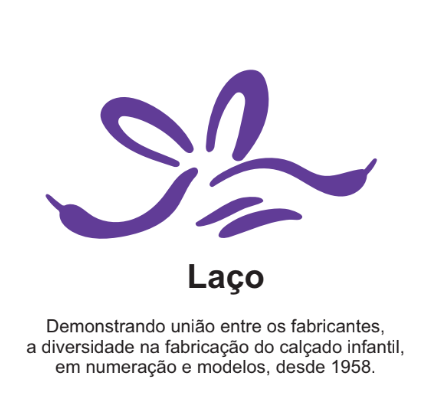 Laço
Demonstrando união entre os fabricantes,
a diversidade na fabricação do calçado infantil,
em numeração e modelos, desde 1958.